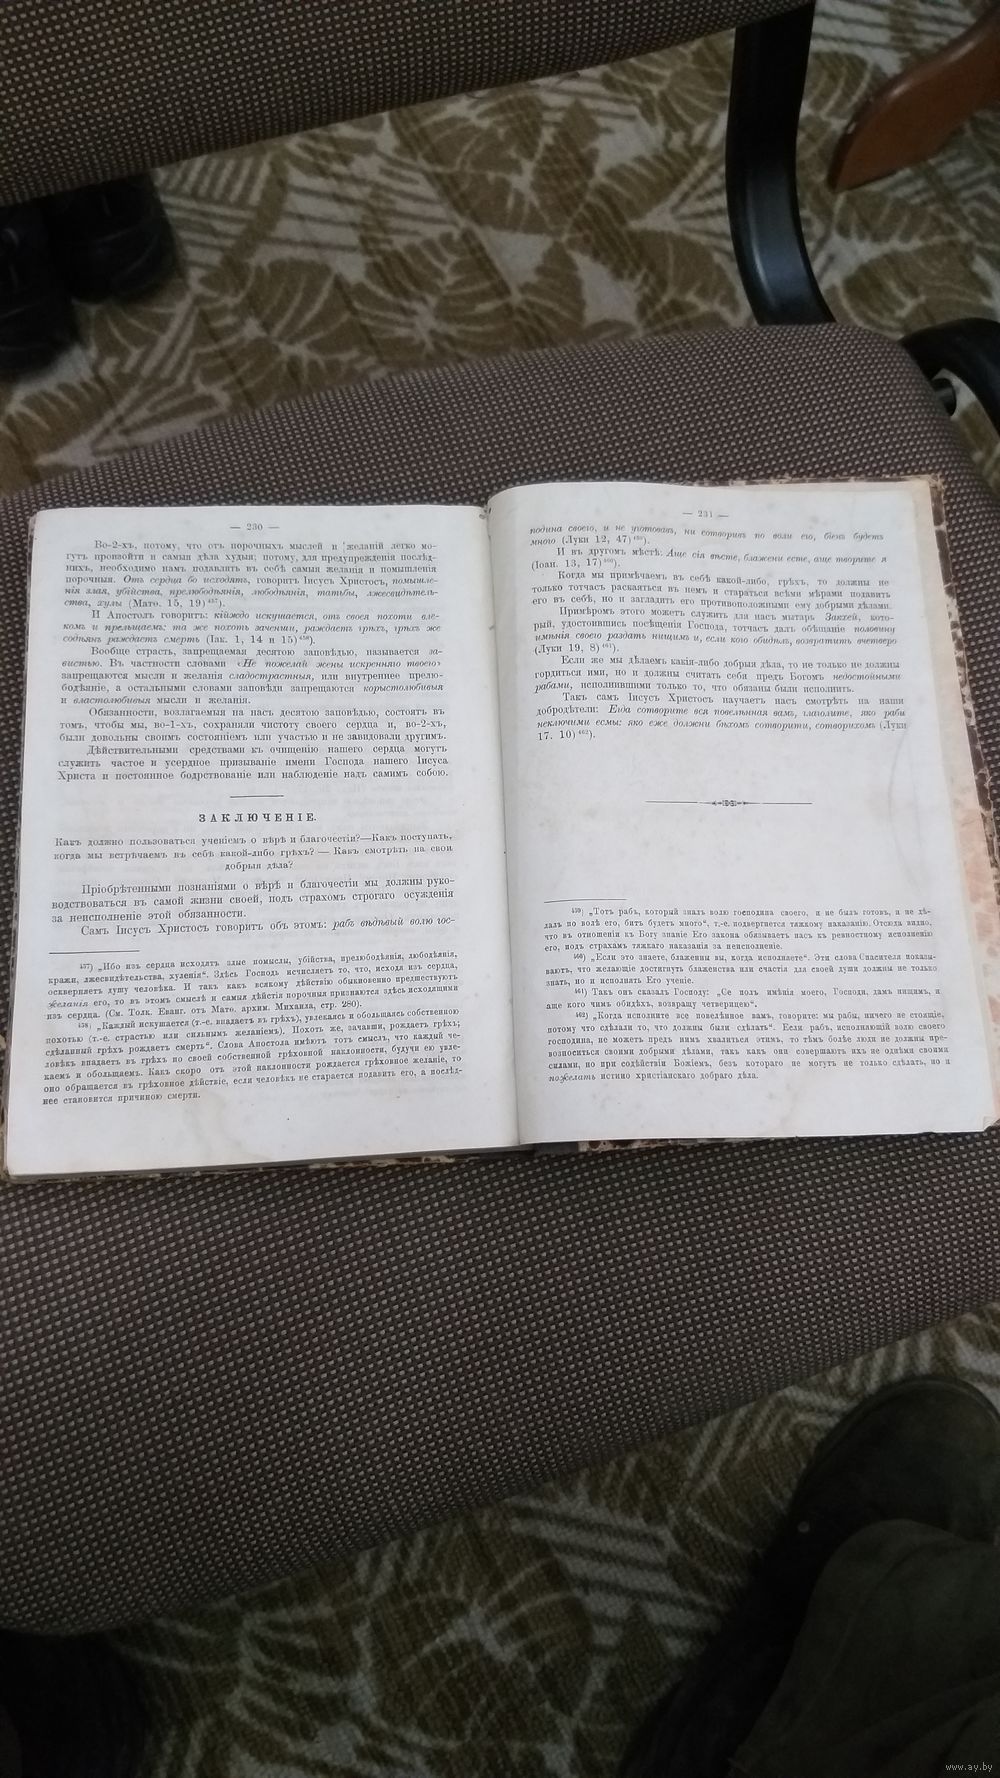 — 230 —
Во-2-хъ, потому, что отъ порочныхъ мыслей и желаній легко мо-
гутъ произойти и самыя дѣла худыя; потому, для предупрежденія послѣд-
нихъ, необходимо намъ подавлять въ себѣ самыя желанія и помышленія
порочныя. Отъ сердца бо исходятъ, говоритъ Іисусъ Христосъ, помышле-
нія злая, убійства, прелюбодѣянія, любодѣянія, татьбы, лжесвидѣтель-
ства, хулы (Матѳ. 15, 19) ⁴⁵⁷).
И Апостолъ говоритъ: кійждо искушается, отъ своея похоти вле-
комъ и прельщаемъ: та же похоть заченши, раждаетъ грѣхъ, грѣхъ же
содѣянъ раждаетъ смерть (Іак. 1, 14 и 15) ⁴⁵⁸).
Вообще страсть, запрещаемая десятою заповѣдью, называется за-
вистью. Въ частности словами «Не пожелай жены искренняго твоего»
запрещаются мысли и желанія сладострастныя, или внутреннее прелю-
бодѣяніе, а остальными словами заповѣди запрещаются корыстолюбивыя
и властолюбивыя мысли и желанія.
Обязанности, возлагаемыя на насъ десятою заповѣдью, состоятъ въ
томъ, чтобы мы, во-1-хъ, сохраняли чистоту своего сердца и, во-2-хъ,
были довольны своимъ состояніемъ или участью и не завидовали другимъ.
Дѣйствительными средствами къ очищенію нашего сердца могутъ
служить частое и усердное призываніе имени Господа нашего Іисуса
Христа и постоянное бодрствованіе или наблюденіе надъ самимъ собою.
ЗАКЛЮЧЕНІЕ.
Какъ должно пользоваться ученіемъ о вѣрѣ и благочестіи?—Какъ поступать,
когда мы встрѣчаемъ въ себѣ какой-либо грѣхъ? — Какъ смотрѣть на свои
добрыя дѣла?
Пріобрѣтенными познаніями о вѣрѣ и благочестіи мы должны руко-
водствоваться въ самой жизни своей, подъ страхомъ строгаго осужденія
за неисполненіе этой обязанности.
Самъ Іисусъ Христосъ говоритъ объ этомъ: рабъ вѣдѣвый волю гос-
457) „Ибо изъ сердца исходятъ злые помыслы, убійства, прелюбодѣянія, любодѣянія,
кражи, лжесвидѣтельства, хуленія“. Здѣсь Господь исчисляетъ то, что, исходя изъ сердца,
оскверняетъ душу человѣка. И такъ какъ всякому дѣйствію обыкновенно предшествуютъ
желанія его, то въ этомъ смыслѣ и самыя дѣйствія порочныя признаются здѣсь исходящими
изъ сердца. (См. Толк. Еванг. отъ Матѳ. архим. Михаила, стр. 280).
458) „Каждый искушается (т.-е. впадаетъ въ грѣхъ), увлекаясь и обольщаясь собственною
похотью (т.-е. страстью или сильнымъ желаніемъ). Похоть же, зачавши, рождаетъ грѣхъ;
сдѣланный грѣхъ рождаетъ смерть“. Слова Апостола имѣютъ тотъ смыслъ, что каждый че-
ловѣкъ впадаетъ въ грѣхъ по своей собственной грѣховной наклонности, будучи ею увле-
каемъ и обольщаемъ. Какъ скоро отъ этой наклонности рождается грѣховное желаніе, то
оно обращается въ грѣховное дѣйствіе, если человѣкъ не старается подавить его, а послѣд-
нее становится причиною смерти.
— 231 —
подина своего, и не уготовавъ, ни сотворивъ по воли его, біенъ будетъ
много (Луки 12, 47) ⁴⁵⁹).
И въ другомъ мѣстѣ: Аще сія вѣсте, блажени есте, аще творите я
(Іоан. 13, 17) ⁴⁶⁰).
Когда мы примѣчаемъ въ себѣ какой-либо, грѣхъ, то должны не
только тотчасъ раскаяться въ немъ и стараться всѣми мѣрами подавить
его въ себѣ, но и загладить его противоположными ему добрыми дѣлами.
Примѣромъ этого можетъ служить для насъ мытарь Закхей, кото-
рый, удостоившись посѣщенія Господа, тотчасъ далъ обѣщаніе половину
имѣнія своего раздать нищимъ и, если кого обидѣлъ, возвратить вчетверо
(Луки 19, 8) ⁴⁶¹).
Если же мы дѣлаемъ какія-либо добрыя дѣла, то не только не должны
гордиться ими, но и должны считать себя предъ Богомъ недостойными
рабами, исполнившими только то, что обязаны были исполнить.
Такъ самъ Іисусъ Христосъ научаетъ насъ смотрѣть на наши
добродѣтели: Егда сотворите вся повелѣнная вамъ, глаголите, яко раби
неключими есмы: яко еже должни бѣхомъ сотворити, сотворихомъ (Луки
17. 10) ⁴⁶²).
459) „Тотъ рабъ, который зналъ волю господина своего, и не былъ готовъ, и не дѣ-
лалъ по волѣ его, битъ будетъ много“, т.-е. подвергнется тяжкому наказанію. Отсюда видно,
что въ отношеніи къ Богу знаніе Его закона обязываетъ насъ къ ревностному исполненію
его, подъ страхомъ тяжкаго наказанія за неисполненіе.
460) „Если это знаете, блаженны вы, когда исполняете“. Эти слова Спасителя показы-
ваютъ, что желающіе достигнуть блаженства или счастія для своей души должны не только
знать, но и исполнять Его ученіе.
461) Такъ онъ сказалъ Господу: „Се полъ имѣнія моего, Господи, дамъ нищимъ, и
аще кого чимъ обидѣхъ, возвращу четверицею“.
462) „Когда исполните все повелѣнное вамъ, говорите: мы рабы, ничего не стоящіе,
потому что сдѣлали то, что должны были сдѣлать“. Если рабъ, исполняющій волю своего
господина, не можетъ предъ нимъ хвалиться этимъ, то тѣмъ болѣе люди не должны пре-
возноситься своими добрыми дѣлами, такъ какъ они совершаютъ ихъ не однѣми своими
силами, но при содѣйствіи Божіемъ, безъ котораго не могутъ не только сдѣлать, но и
пожелать истинно христіанскаго добраго дѣла.
www.ay.by